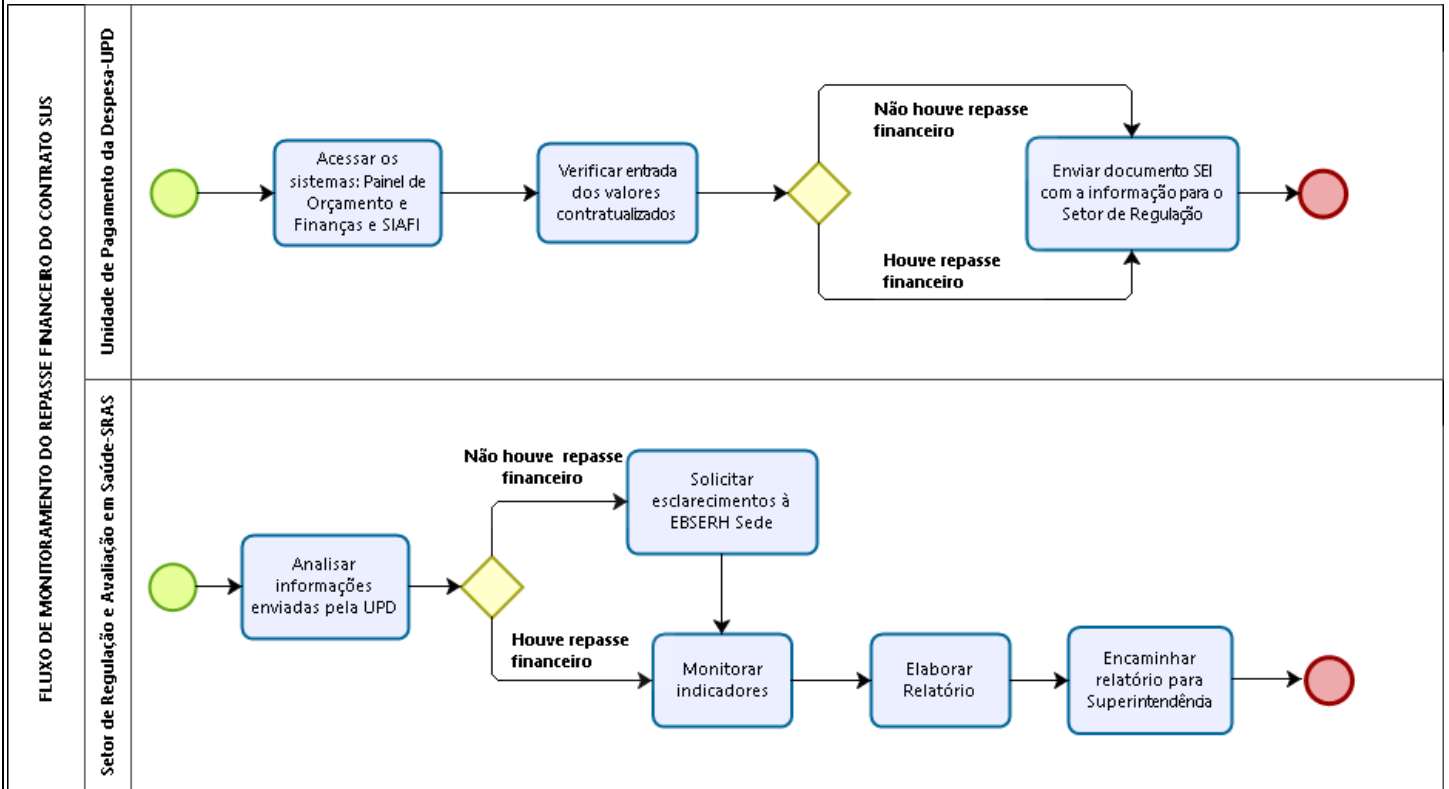 FLUXO DE MONITORAMENTO DO REPASSE FINANCEIRO DO CONTRATO SUS
Unidade de Pagamento da Despesa-UPD
Acessar os
sistemas: Painel de
Orçamento e
Finanças e SIAFI
Verificar entrada
dos valores
contratualizados
Não houve repasse
financeiro
Houve repasse
financeiro
Enviar documento SEI
com a informação para o
Setor de Regulação
Setor de Regulação e Avaliação em Saúde-SRAS
Analisar
informações
enviadas pela UPD
Não houve repasse
financeiro
Houve repasse
financeiro
Solicitar
esclarecimentos à
EBSERH Sede
Monitorar
indicadores
Elaborar
Relatório
Encaminhar
relatório para
Superintendência